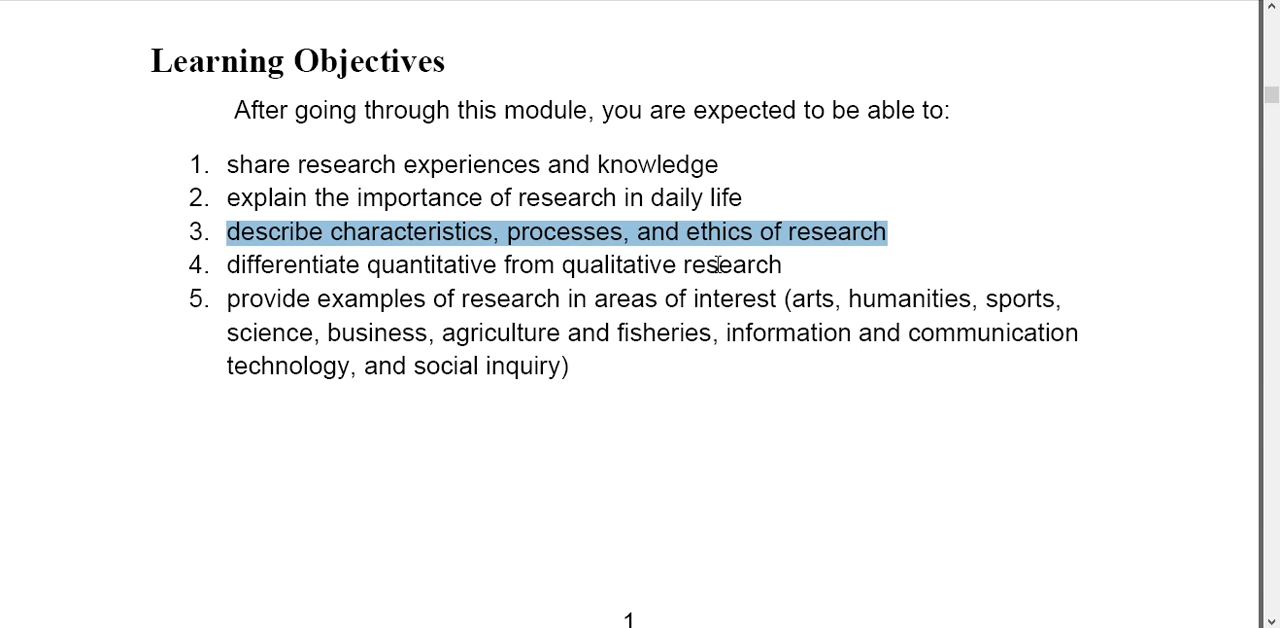 Learning Objectives
After going through this module, you are expected to be able to:
1. share research experiences and knowledge
2. explain the importance of research in daily life
3. describe characteristics, processes, and ethics of research
4. differentiate quantitative from qualitative research
5. provide examples of research in areas of interest (arts, humanities, sports,
science, business, agriculture and fisheries, information and communication
technology, and social inquiry)
1